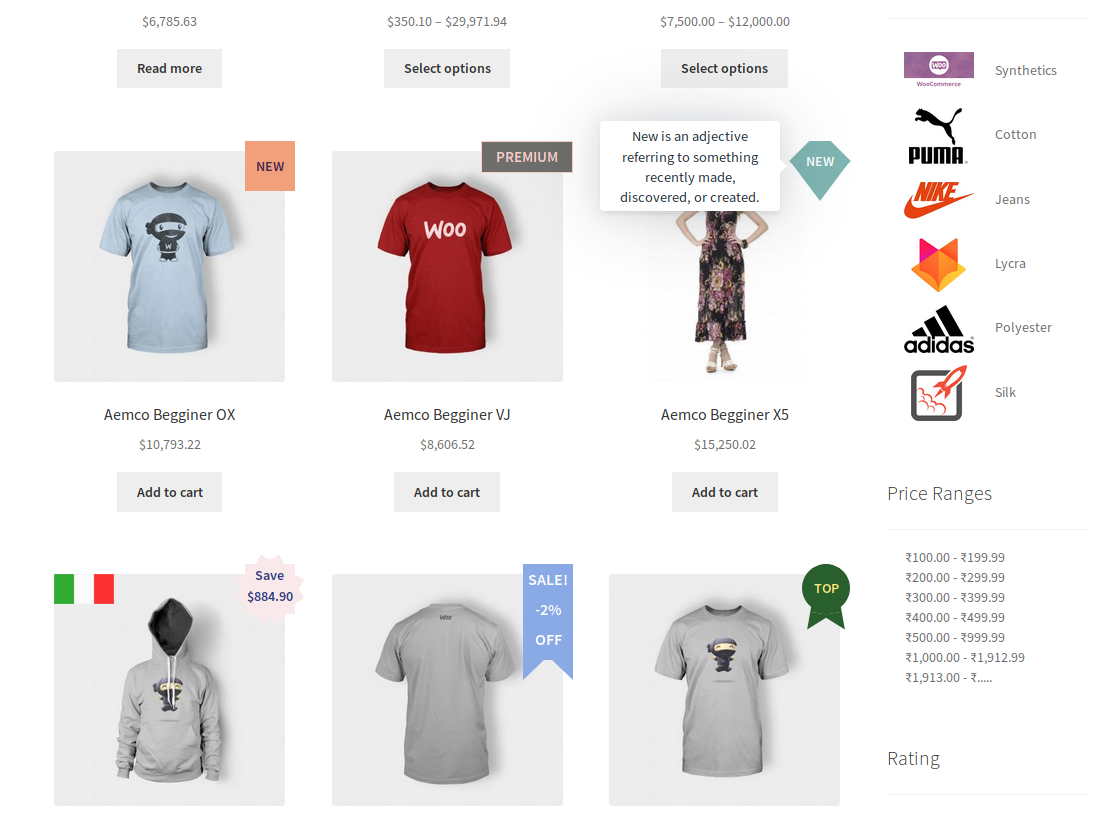 $6,785.63
$350.10 – $29,971.94
$7,500.00 – $12,000.00
Read more
Select options
Select options
NEW
PREMIUM
New is an adjective
referring to something
recently made,
discovered, or created.
NEW
W
Woo
Aemco Begginer OX
Aemco Begginer VJ
Aemco Begginer X5
$10,793.22
$8,606.52
$15,250.02
Add to cart
Add to cart
Add to cart
Save
$884.90
SALE!
-2%
OFF
TOP
Woo
WOO
WooCommerce
Synthetics
PUMA
Cotton
NIKE
Jeans
Lycra
adidas
Polyester
Silk
Price Ranges
₹100.00 - ₹199.99
₹200.00 - ₹299.99
₹300.00 - ₹399.99
₹400.00 - ₹499.99
₹500.00 - ₹999.99
₹1,000.00 - ₹1,912.99
₹1,913.00 - ₹.....
Rating